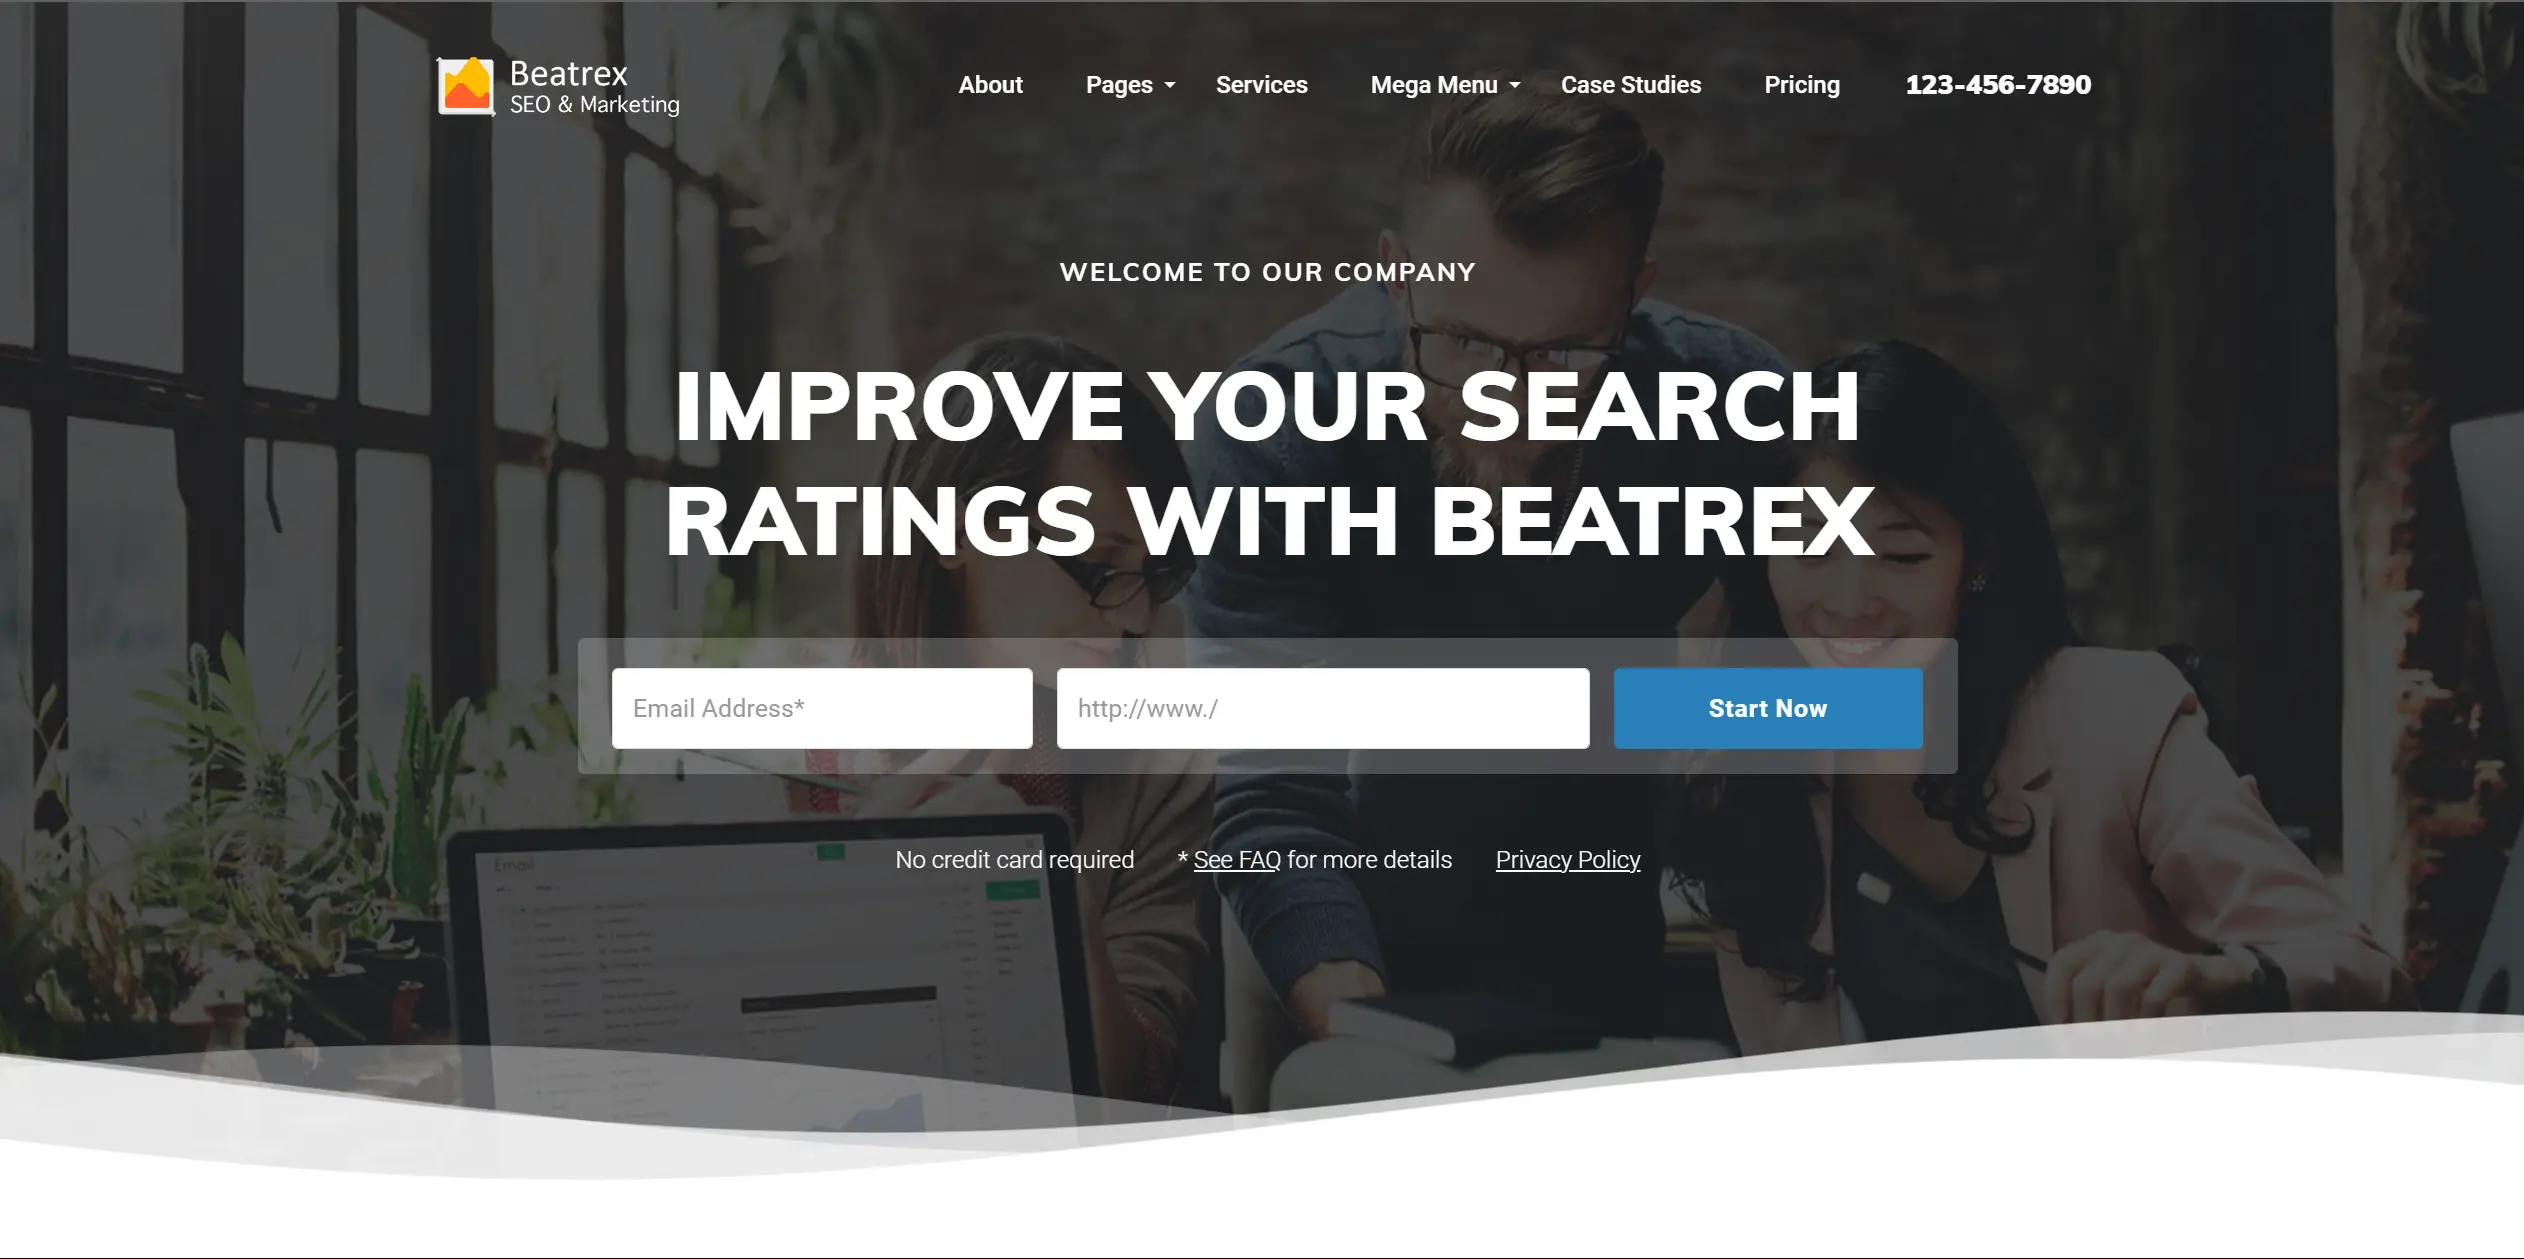 Beatrex
SEO & Marketing
About Pages Services Mega Menu Case Studies Pricing 123-456-7890
WELCOME TO OUR COMPANY
IMPROVE YOUR SEARCH
RATINGS WITH BEATREX
Email Address* http://www./ Start Now
No credit card required * See FAQ for more details Privacy Policy
Email